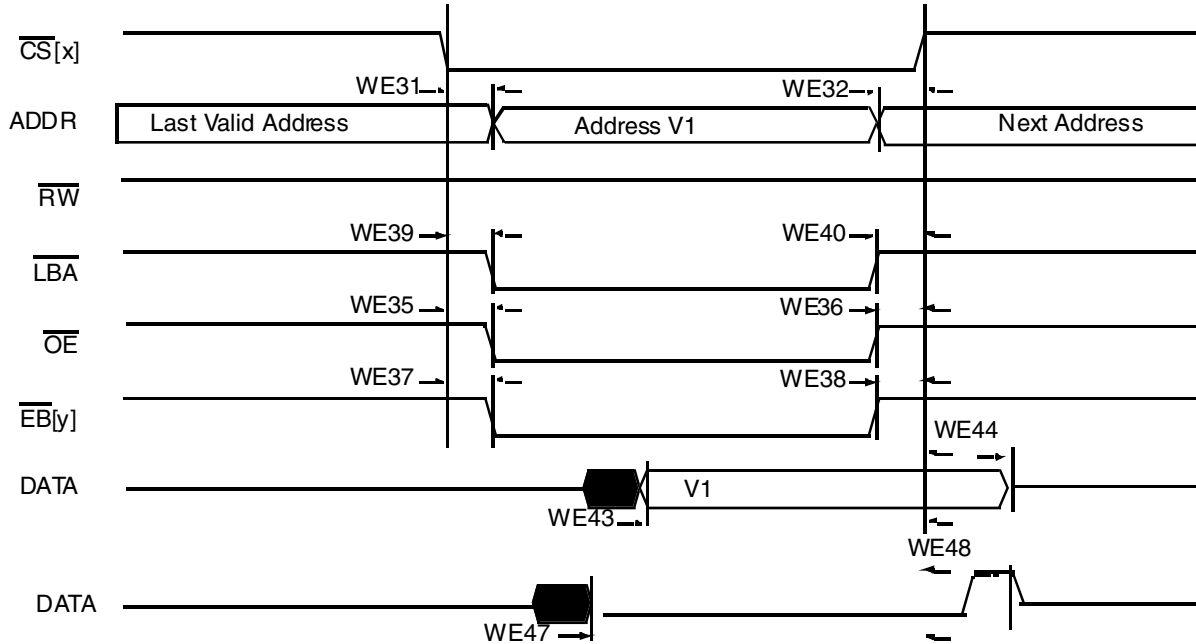 CS[x]
WE31
WE32
ADDR
Last Valid Address
Address V1
Next Address
RW
WE39
WE40
LBA
WE35
WE36
OE
WE37
WE38
EB[y]
WE44
DATA
V1
WE43
WE48
DATA
WE47